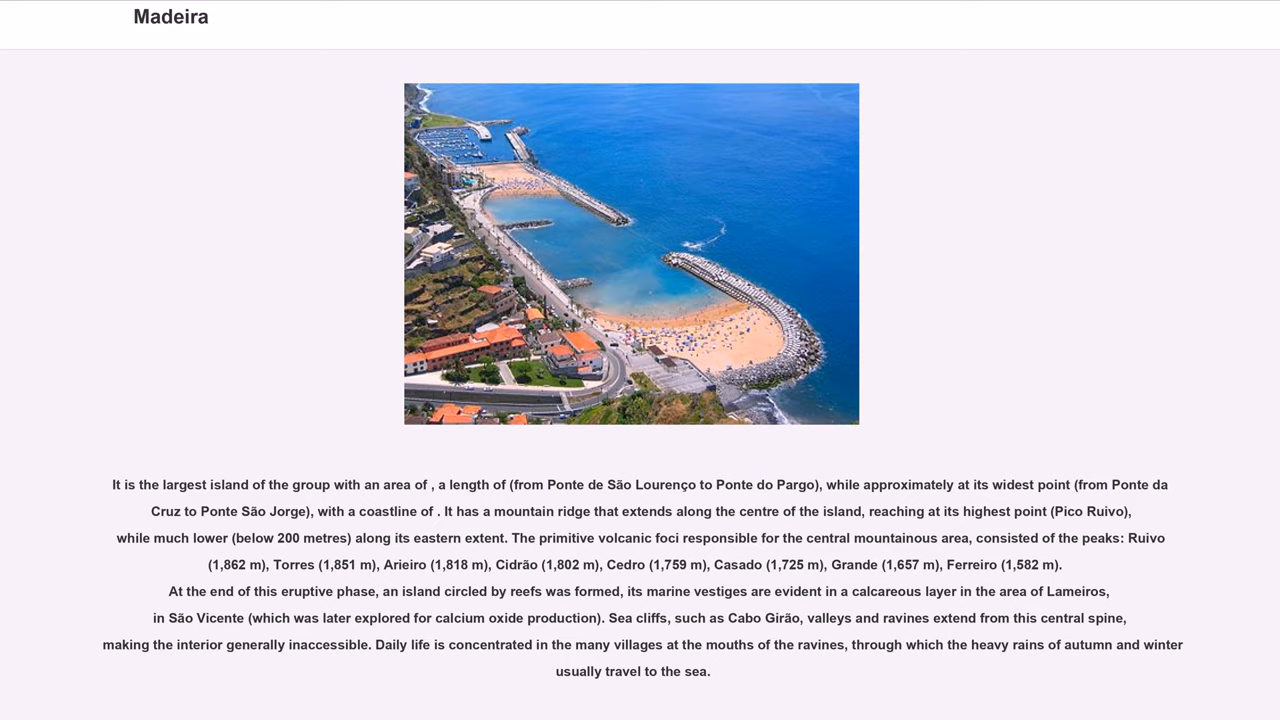 Madeira
It is the largest island of the group with an area of , a length of (from Ponte de São Lourenço to Ponte do Pargo), while approximately at its widest point (from Ponte da
Cruz to Ponte São Jorge), with a coastline of . It has a mountain ridge that extends along the centre of the island, reaching at its highest point (Pico Ruivo),
while much lower (below 200 metres) along its eastern extent. The primitive volcanic foci responsible for the central mountainous area, consisted of the peaks: Ruivo
(1,862 m), Torres (1,851 m), Arieiro (1,818 m), Cidrão (1,802 m), Cedro (1,759 m), Casado (1,725 m), Grande (1,657 m), Ferreiro (1,582 m).
At the end of this eruptive phase, an island circled by reefs was formed, its marine vestiges are evident in a calcareous layer in the area of Lameiros,
in São Vicente (which was later explored for calcium oxide production). Sea cliffs, such as Cabo Girão, valleys and ravines extend from this central spine,
making the interior generally inaccessible. Daily life is concentrated in the many villages at the mouths of the ravines, through which the heavy rains of autumn and winter
usually travel to the sea.